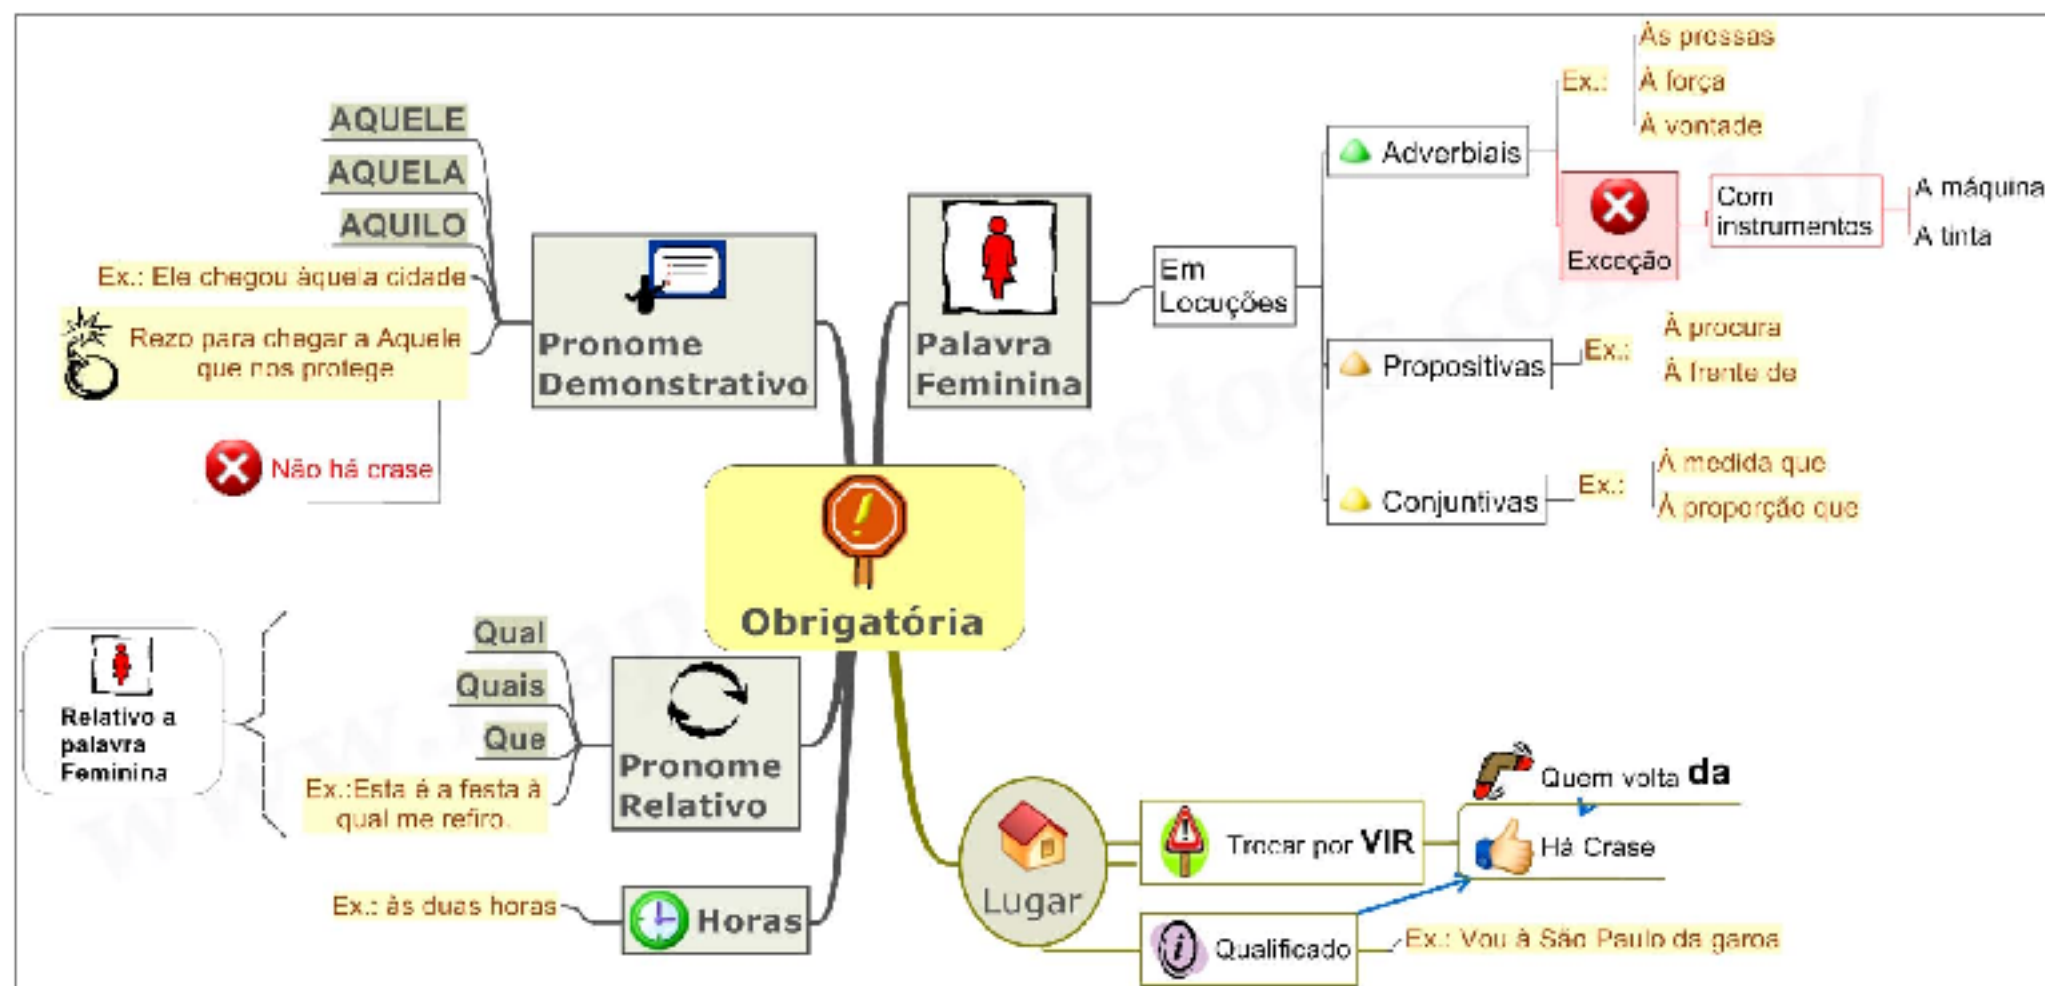 AQUELE
AQUELA
AQUILO
Ex.: Ele chegou àquela cidade
Rezo para chegar a Aquele
que nos protege
Não há crase
Pronome
Demonstrativo
Palavra
Feminina
Em
Locuções
Adverbiais
Ex.:
Às pressas
À força
À vontade
Exceção
Com
instrumentos
A máquina
A tinta
Propositivas
Ex.:
À procura
À frente de
Conjuntivas
Ex.:
À medida que
À proporção que
Obrigatória
Relativo a
palavra
Feminina
Qual
Quais
Que
Ex.:Esta é a festa à
qual me refiro.
Pronome
Relativo
Ex.: às duas horas
Horas
Lugar
Trocar por VIR
Quem volta da
Há Crase
Qualificado
Ex.: Vou à São Paulo da garoa